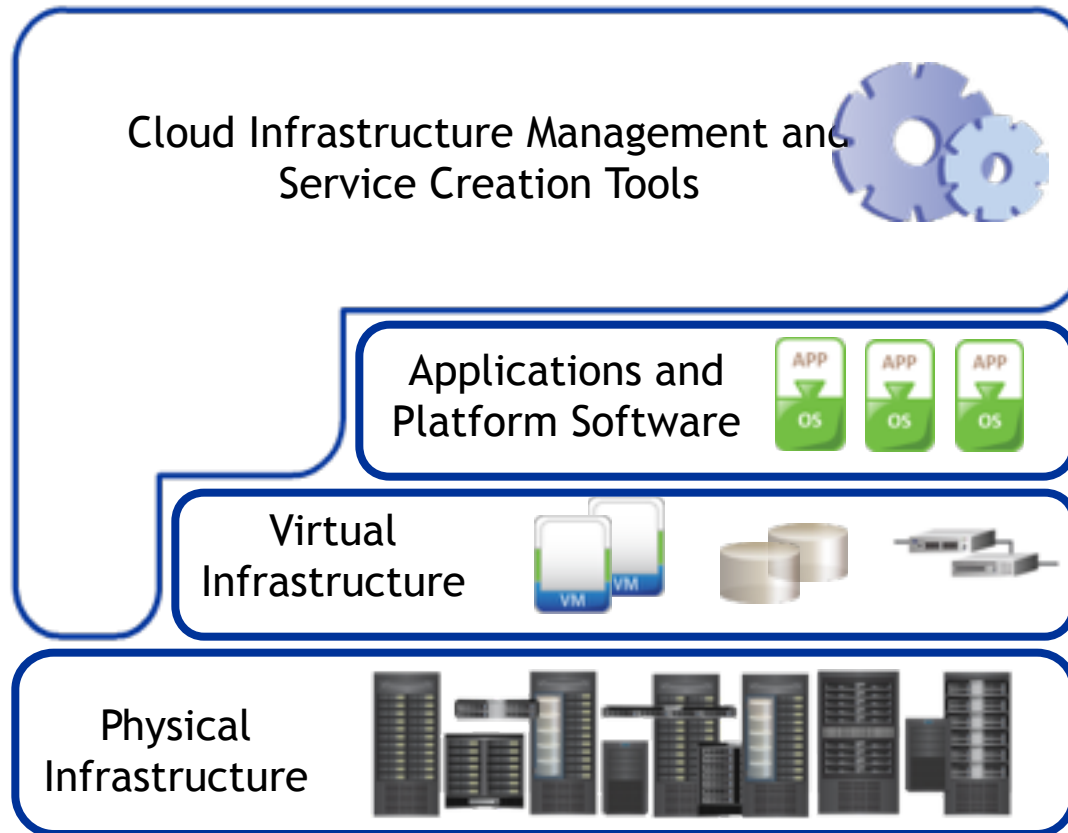 Cloud Infrastructure Management and
Service Creation Tools
Applications and
Platform Software
APP
OS
APP
OS
APP
OS
Virtual
Infrastructure
VM
VM
Physical
Infrastructure